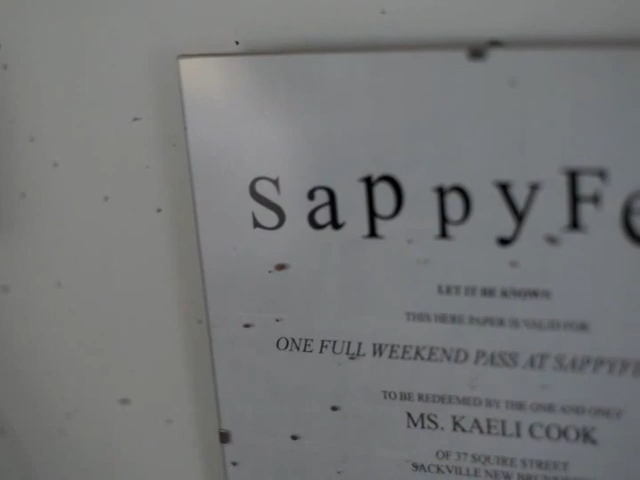 SappyFe
LET IT BE KNOWN
THIS HERE PAPER IS VALID FOR
ONE FULL WEEKEND PASS AT SAPPYFE
TO BE REDEEMED BY THE ONE AND ONLY
MS. KAELI COOK
OF 37 SQUIRE STREET
SACKVILLE NEW BRUNSWICK